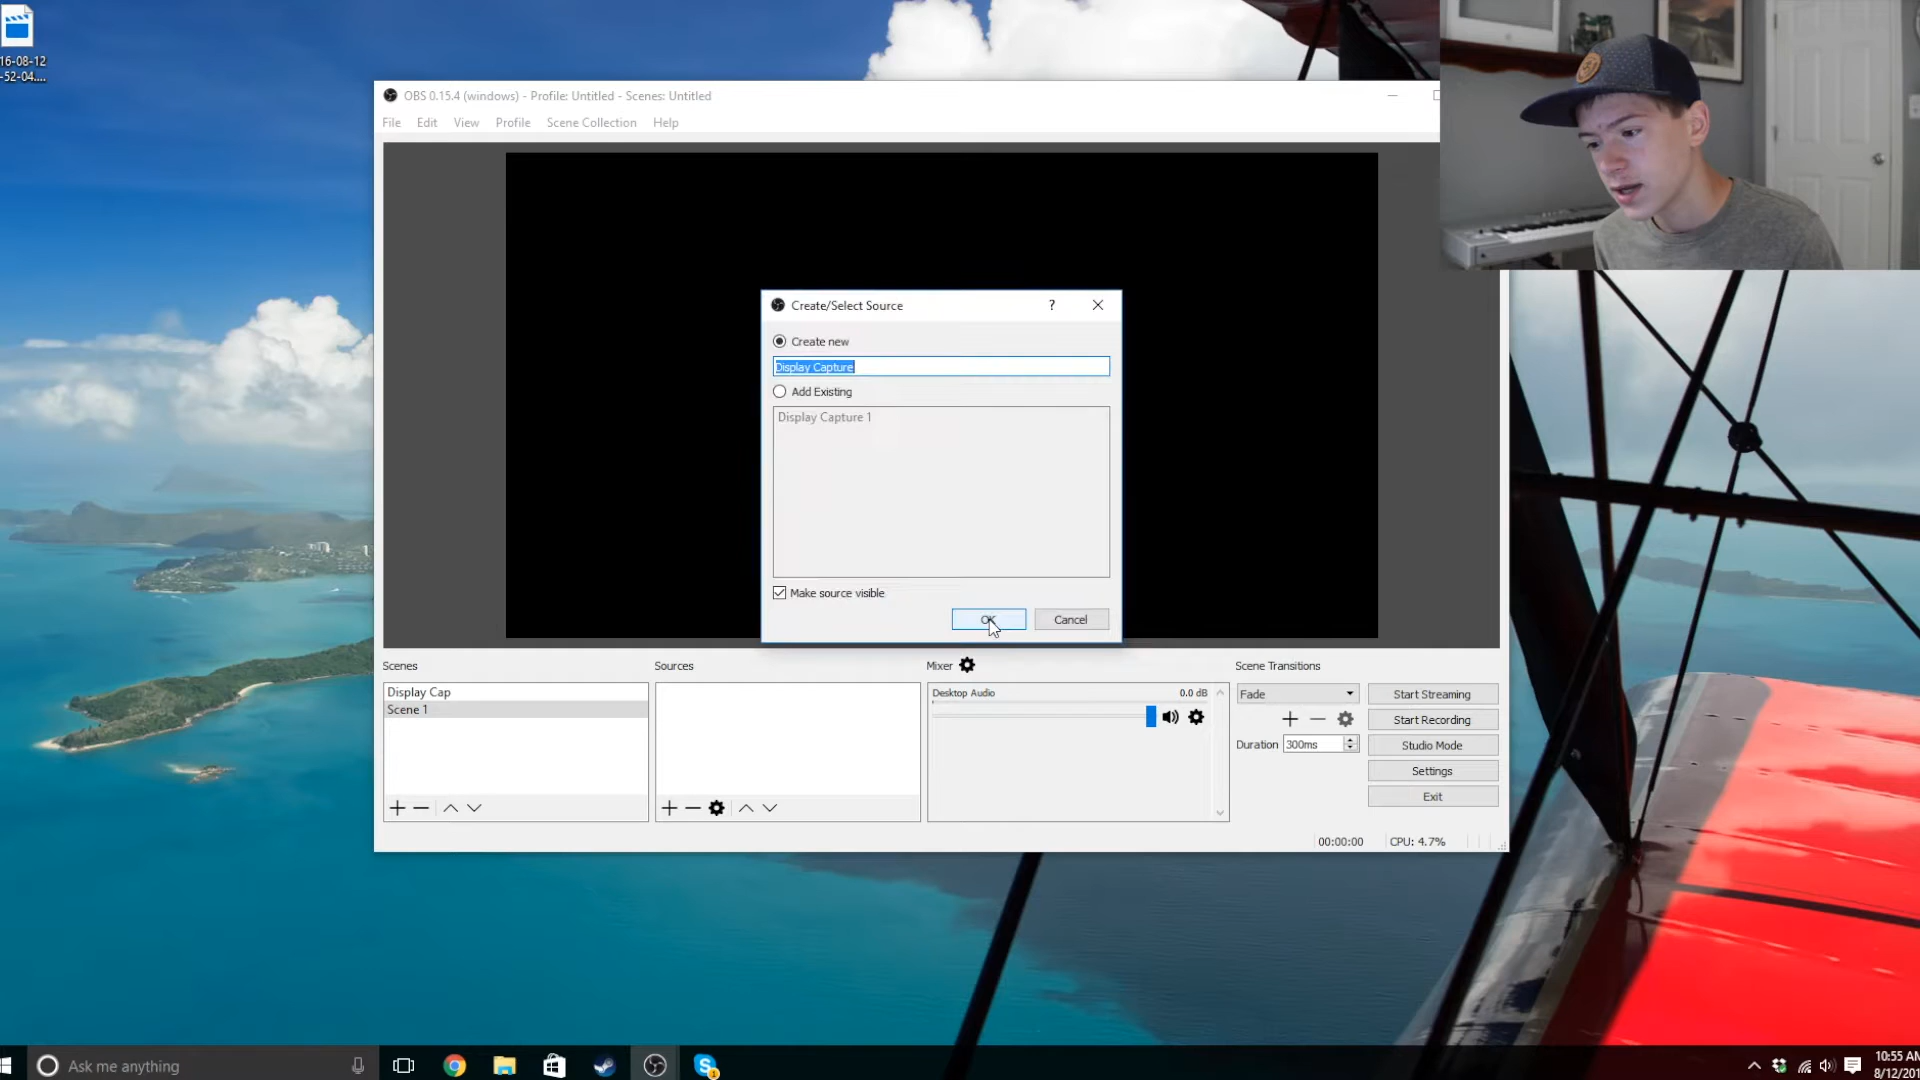 16-08-12
-52-04....
OBS 0.15.4 (windows) - Profile: Untitled - Scenes: Untitled
File Edit View Profile Scene Collection Help
Create/Select Source ?
Create new
Display Capture
Add Existing
Display Capture 1
Make source visible
OK Cancel
Scenes
Display Cap
Scene 1
Sources
Mixer
Desktop Audio 0.0 dB
Scene Transitions
Fade
Duration 300ms
Start Streaming
Start Recording
Studio Mode
Settings
Exit
00:00:00 CPU: 4.7%
Ask me anything
10:55 AM
8/12/201